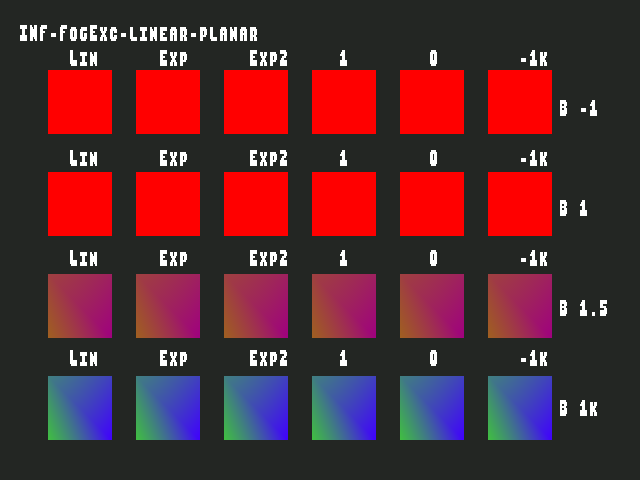 INF-FOGEXC-LINEAR-PLANAR
LIN EXP EXP2 1 0 -1K
B -1
LIN EXP EXP2 1 0 -1K
B 1
LIN EXP EXP2 1 0 -1K
B 1.5
LIN EXP EXP2 1 0 -1K
B 1K